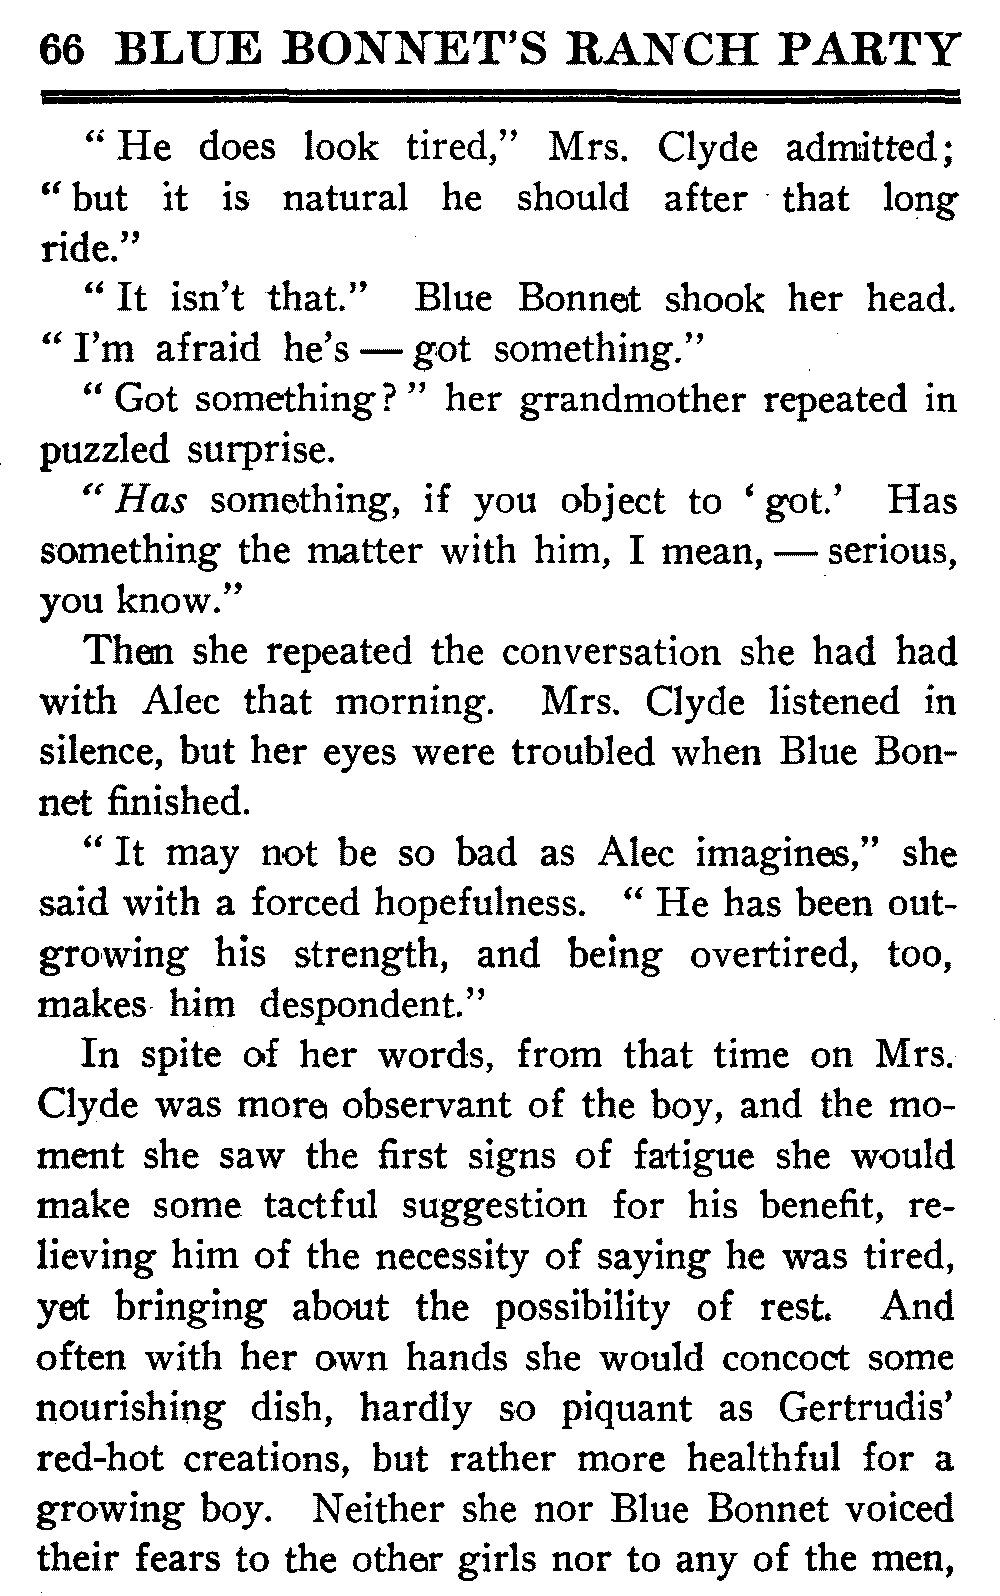 66 BLUE BONNET'S RANCH PARTY
" He does look tired," Mrs. Clyde admitted;
" but it is natural he should after that long
ride."
" It isn't that." Blue Bonnet shook her head.
" I'm afraid he's — got something."
" Got something? " her grandmother repeated in
puzzled surprise.
" Has something, if you object to ' got.' Has
something the matter with him, I mean, — serious,
you know."
Then she repeated the conversation she had had
with Alec that morning. Mrs. Clyde listened in
silence, but her eyes were troubled when Blue Bon-
net finished.
" It may not be so bad as Alec imagines," she
said with a forced hopefulness. " He has been out-
growing his strength, and being overtired, too,
makes him despondent."
In spite of her words, from that time on Mrs.
Clyde was more observant of the boy, and the mo-
ment she saw the first signs of fatigue she would
make some tactful suggestion for his benefit, re-
lieving him of the necessity of saying he was tired,
yet bringing about the possibility of rest. And
often with her own hands she would concoct some
nourishing dish, hardly so piquant as Gertrudis'
red-hot creations, but rather more healthful for a
growing boy. Neither she nor Blue Bonnet voiced
their fears to the other girls nor to any of the men,